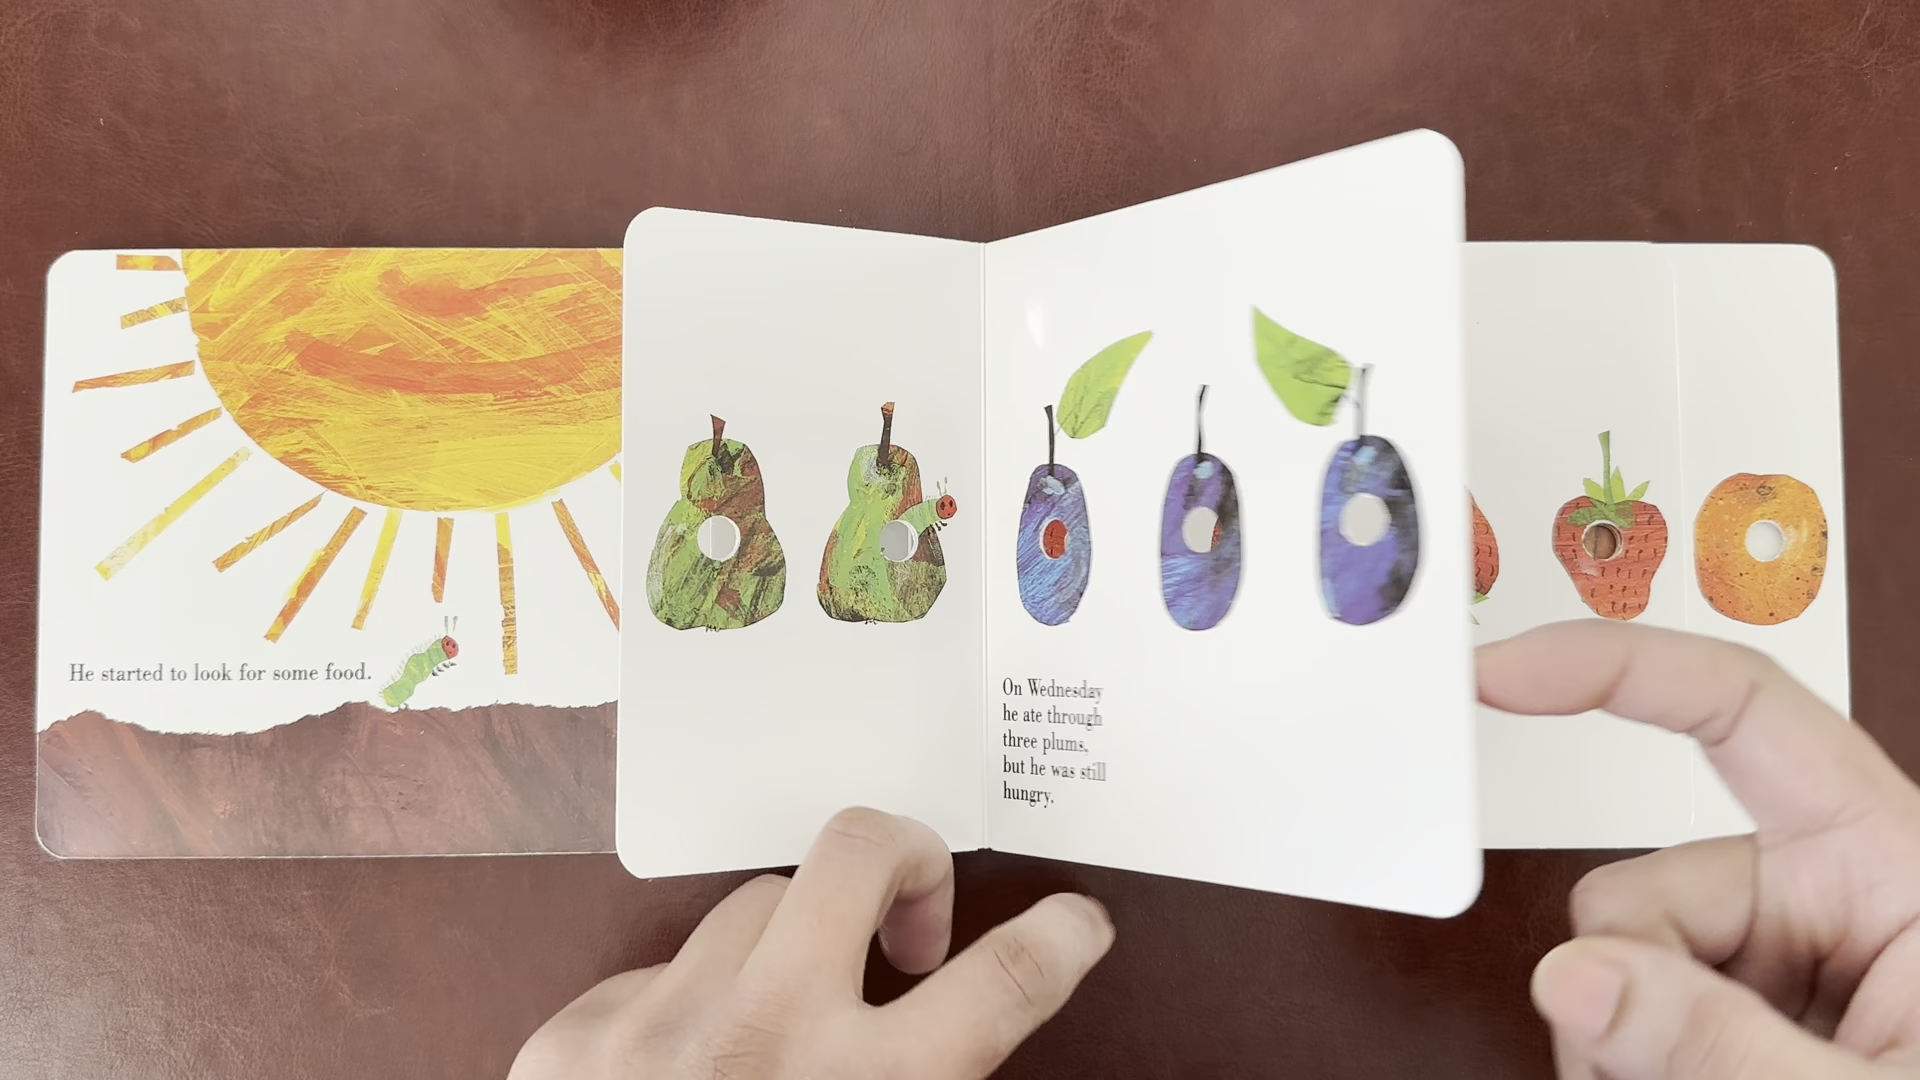 He started to look for some food.
On Wednesday
he ate through
three plums,
but he was still
hungry.